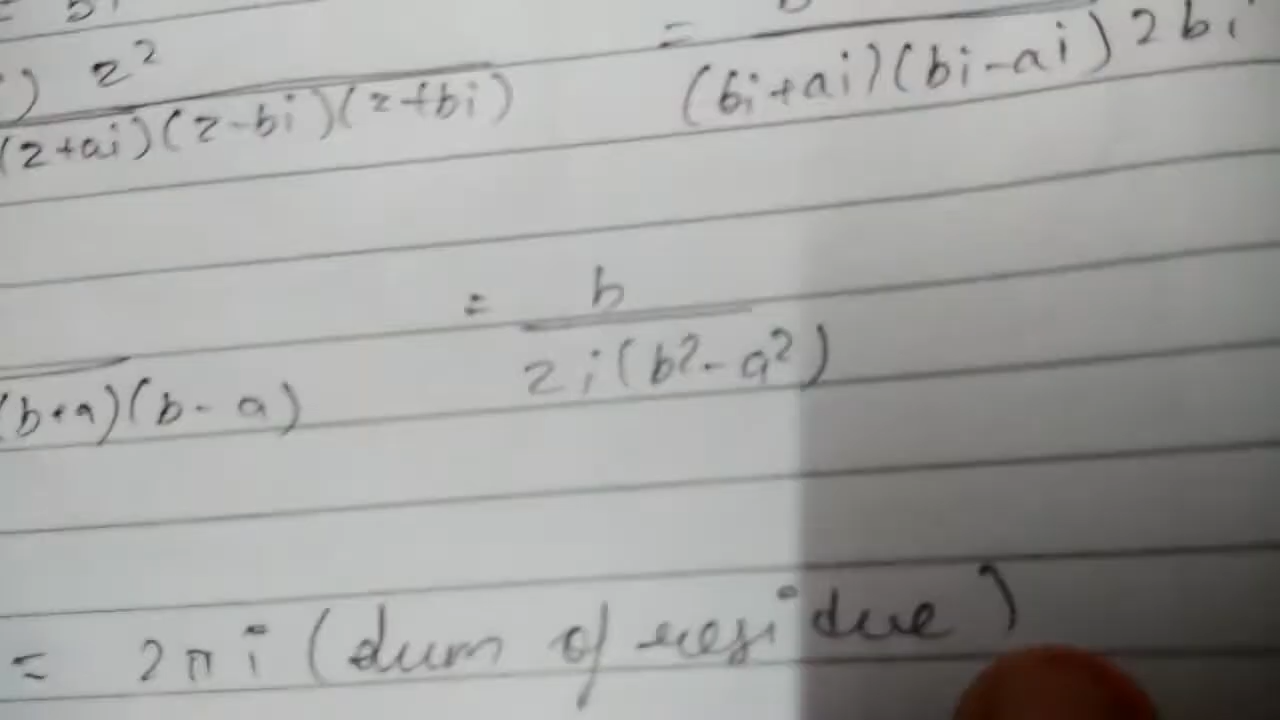 ) z² =
(z+ai)(z-bi)(z+bi) (bi+ai)(bi-ai)2bi
= b
(b+a)(b-a) 2i(b²-a²)
= 2πi (sum of residue)